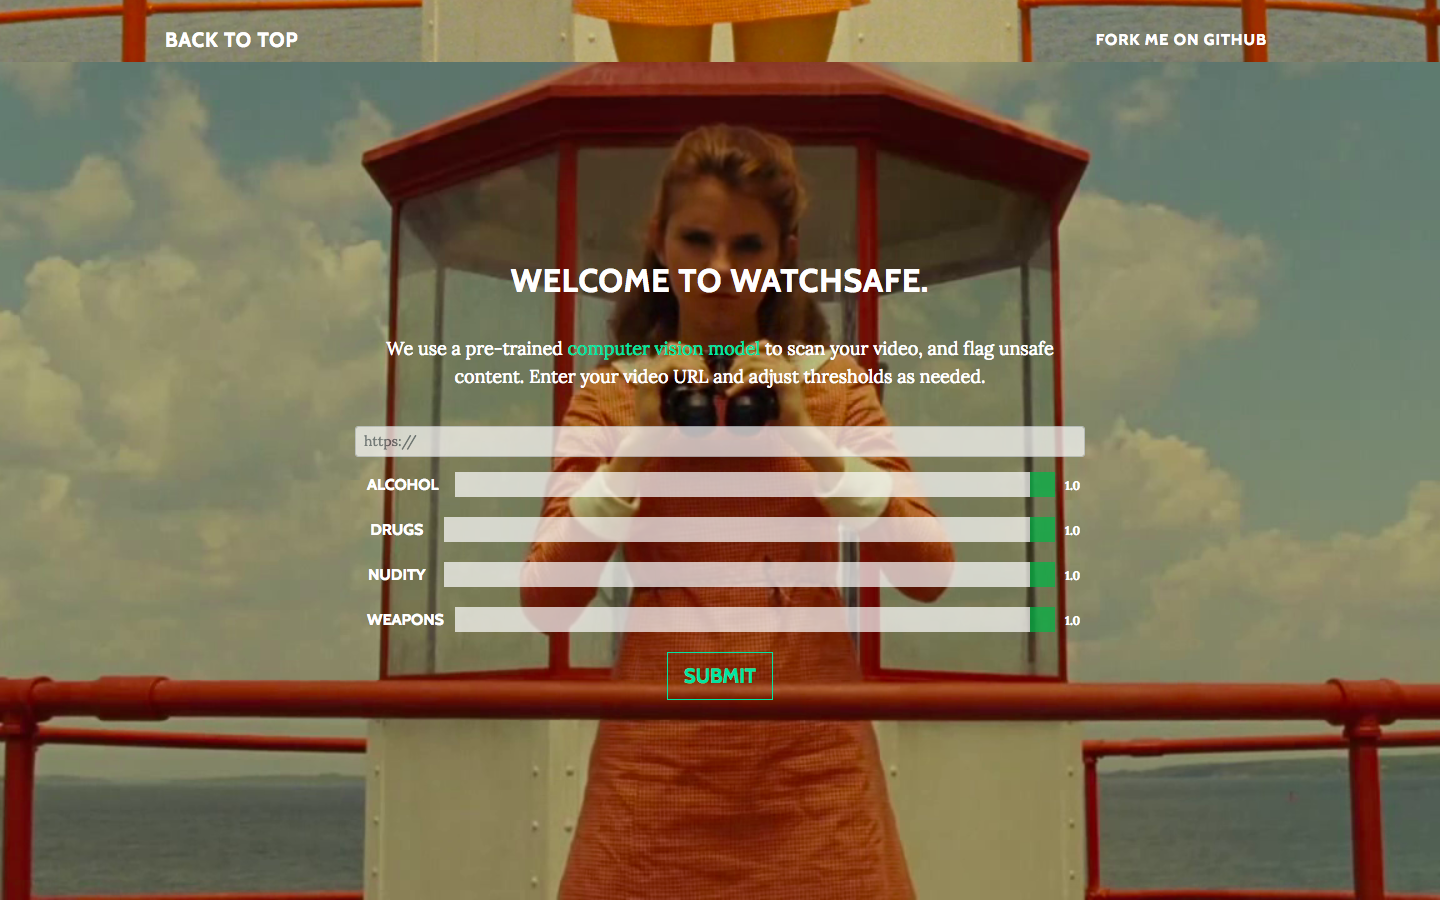 BACK TO TOP
FORK ME ON GITHUB
WELCOME TO WATCHSAFE.
We use a pre-trained computer vision model to scan your video, and flag unsafe
content. Enter your video URL and adjust thresholds as needed.
https://
ALCOHOL 1.0
DRUGS 1.0
NUDITY 1.0
WEAPONS 1.0
SUBMIT